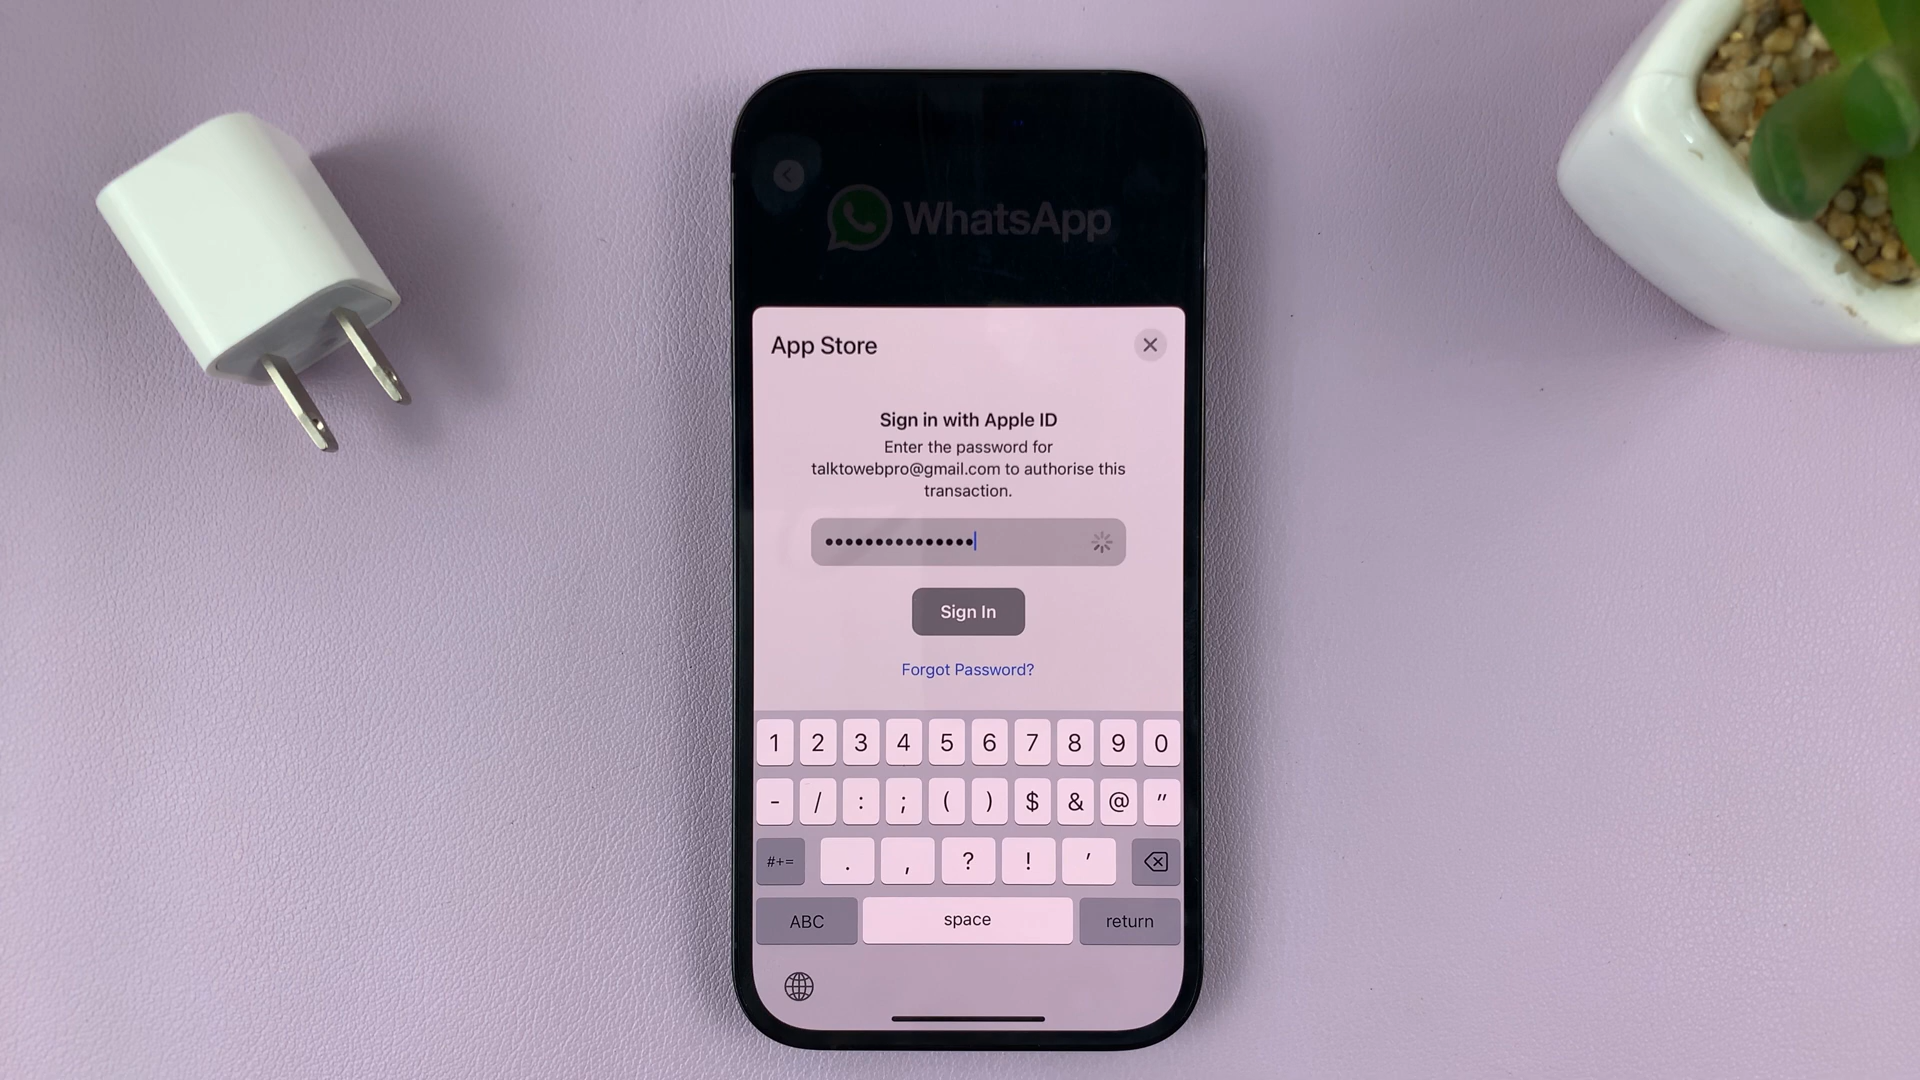 WhatsApp
App Store
Sign in with Apple ID
Enter the password for
talktowebpro@gmail.com to authorise this
transaction.
•••••••••••••••
Sign In
Forgot Password?
1 2 3 4 5 6 7 8 9 0
- / : ; ( ) $ & @ "
#+= . , ? ! '
ABC space return